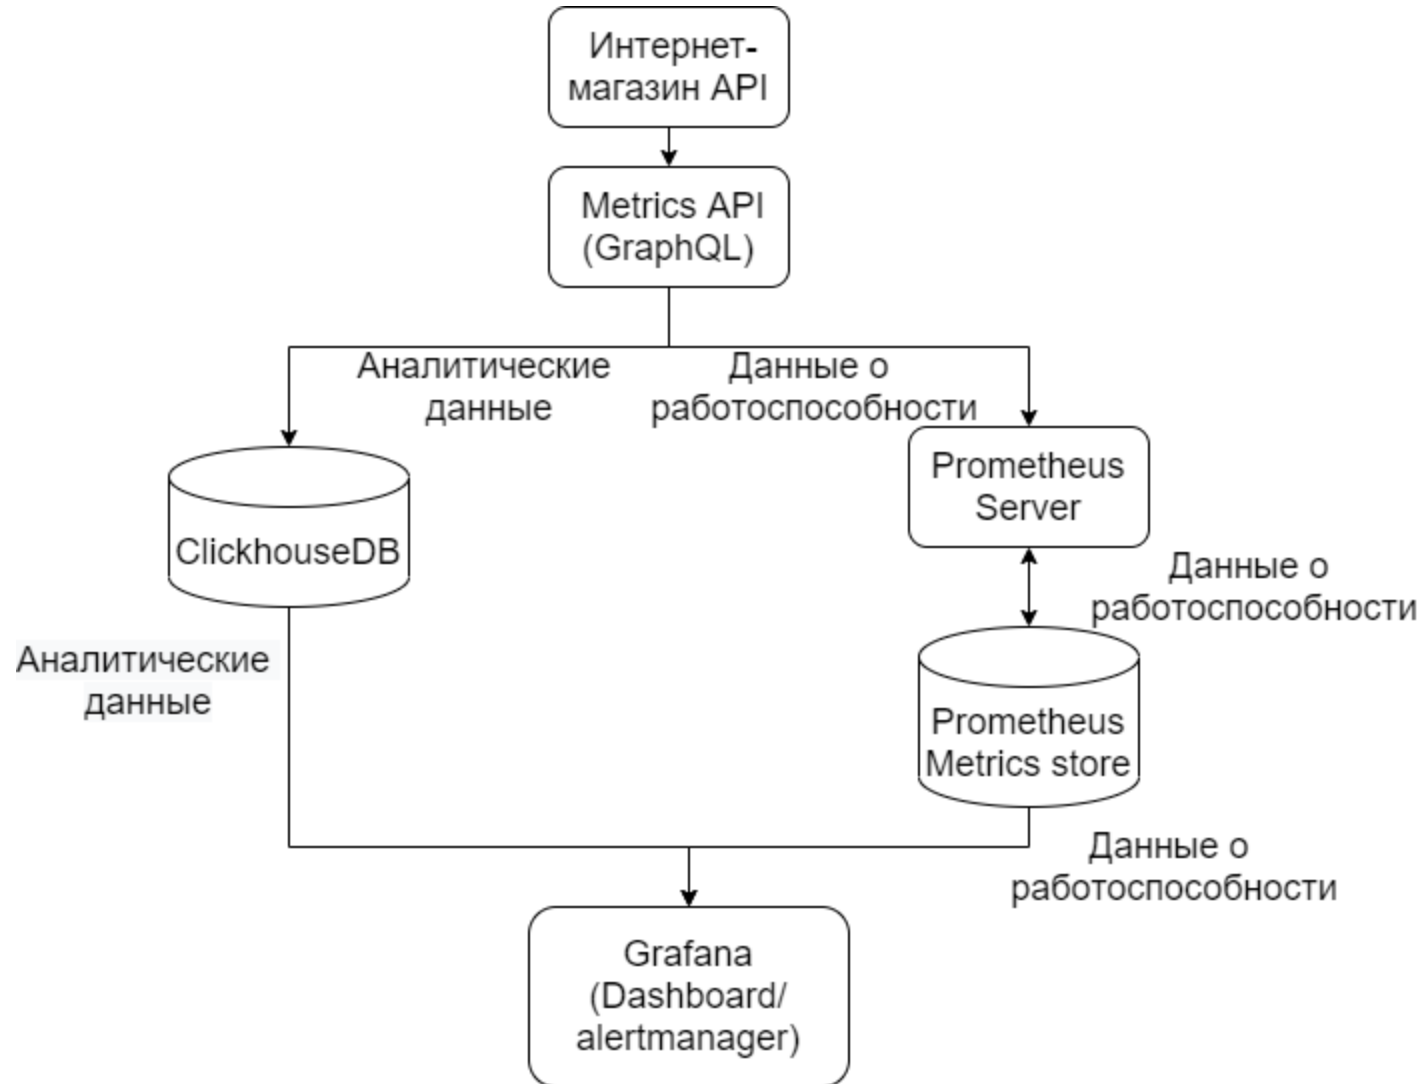 Интернет-
магазин API
Metrics API
(GraphQL)
Аналитические
данные
Данные о
работоспособности
Prometheus
Server
ClickhouseDB
Данные о
работоспособности
Аналитические
данные
Prometheus
Metrics store
Данные о
работоспособности
Grafana
(Dashboard/
alertmanager)